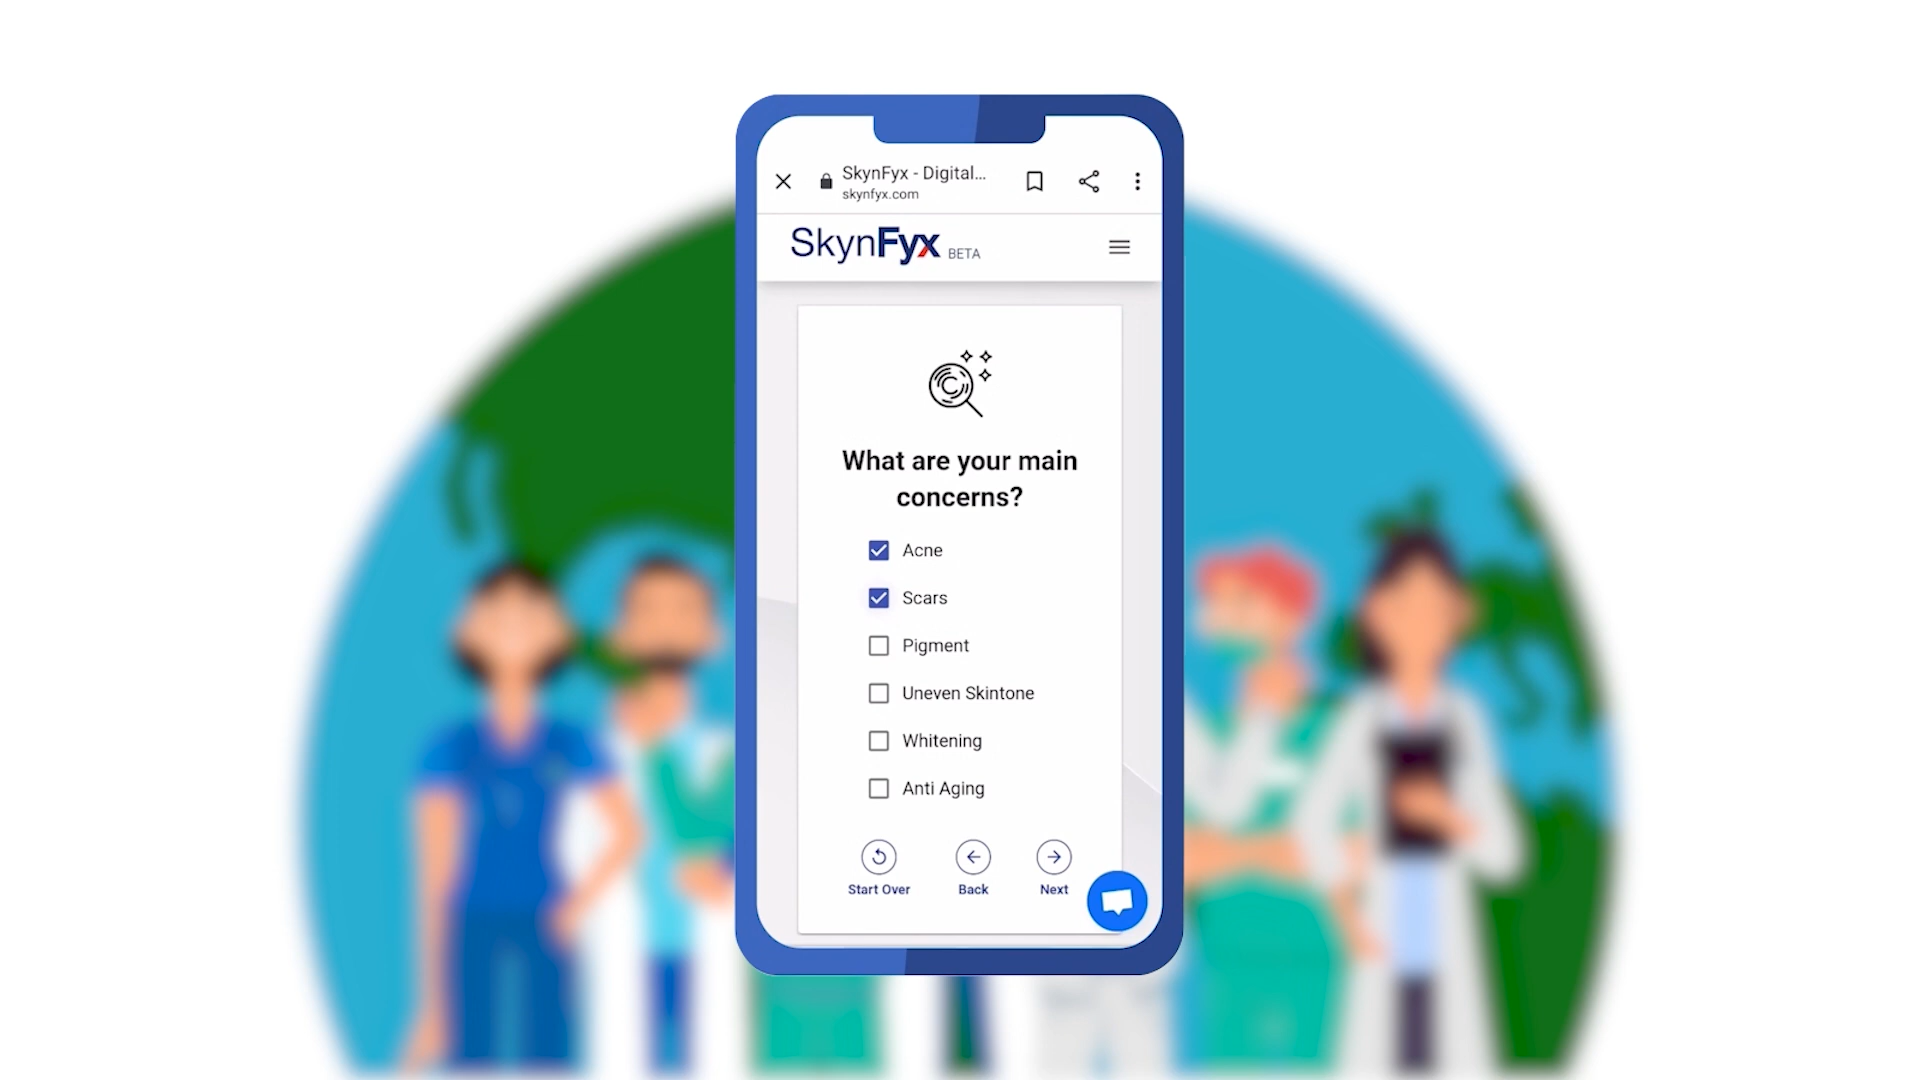 SkynFyx - Digital...
skynfyx.com
SkynFyx BETA
What are your main
concerns?
Acne
Scars
Pigment
Uneven Skintone
Whitening
Anti Aging
Start Over
Back
Next